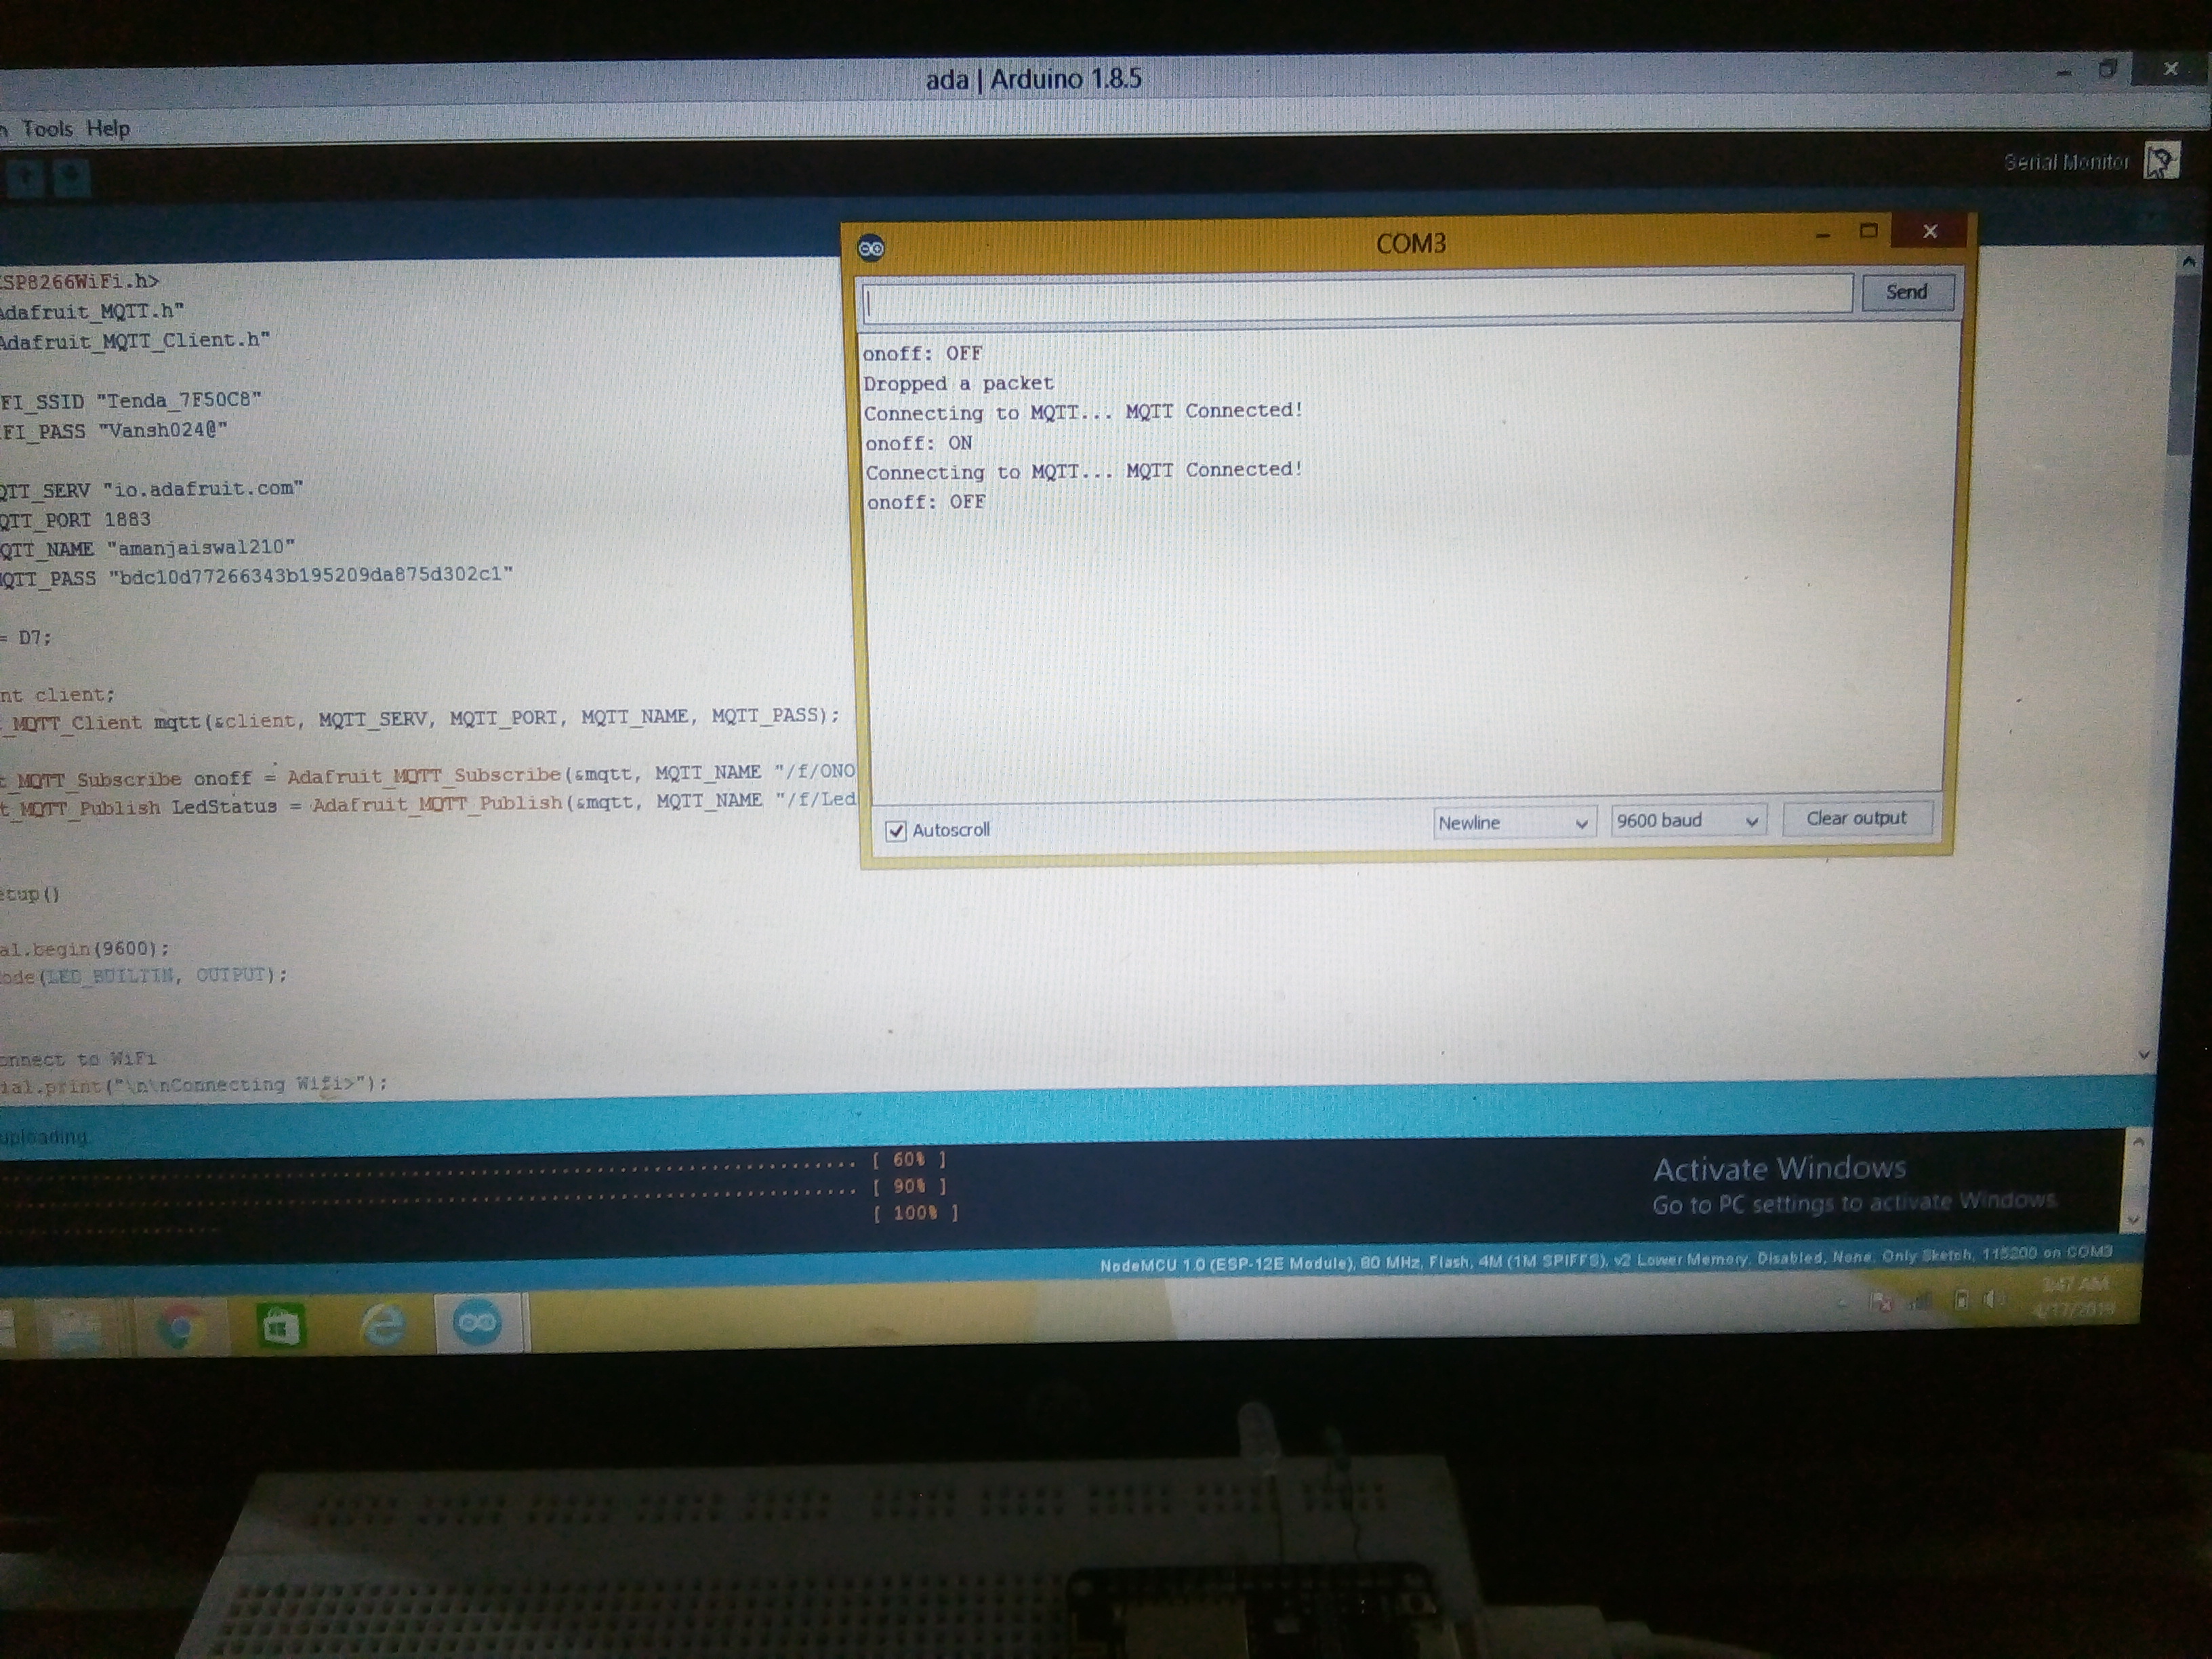 ada | Arduino 1.8.5
Tools Help
Serial Monitor
SP8266WiFi.h>
Adafruit_MQTT.h"
Adafruit_MQTT_Client.h"
FI_SSID "Tenda_7F50C8"
FI_PASS "Vansh024@"
QTT_SERV "io.adafruit.com"
QTT_PORT 1883
QTT_NAME "amanjaiswal210"
MQTT_PASS "bdc10d77266343b195209da875d302c1"
= D7;
nt client;
t_MQTT_Client mqtt(&client, MQTT_SERV, MQTT_PORT, MQTT_NAME, MQTT_PASS);
t_MQTT_Subscribe onoff = Adafruit_MQTT_Subscribe(&mqtt, MQTT_NAME "/f/ONO
t_MQTT_Publish LedStatus = Adafruit_MQTT_Publish(&mqtt, MQTT_NAME "/f/Led
etup()
al.begin(9600);
ode(LED_BUILTIN, OUTPUT);
onnect to WiFi
ial.print("\n\nConnecting Wifi>");
COM3
Send
onoff: OFF
Dropped a packet
Connecting to MQTT... MQTT Connected!
onoff: ON
Connecting to MQTT... MQTT Connected!
onoff: OFF
Autoscroll
Newline
9600 baud
Clear output
uploading.
................ [ 60% ]
................ [ 90% ]
................ [ 100% ]
Activate Windows
Go to PC settings to activate Windows.
NodeMCU 1.0 (ESP-12E Module), 80 MHz, Flash, 4M (1M SPIFFS), v2 Lower Memory, Disabled, None, Only Sketch, 115200 on COM3